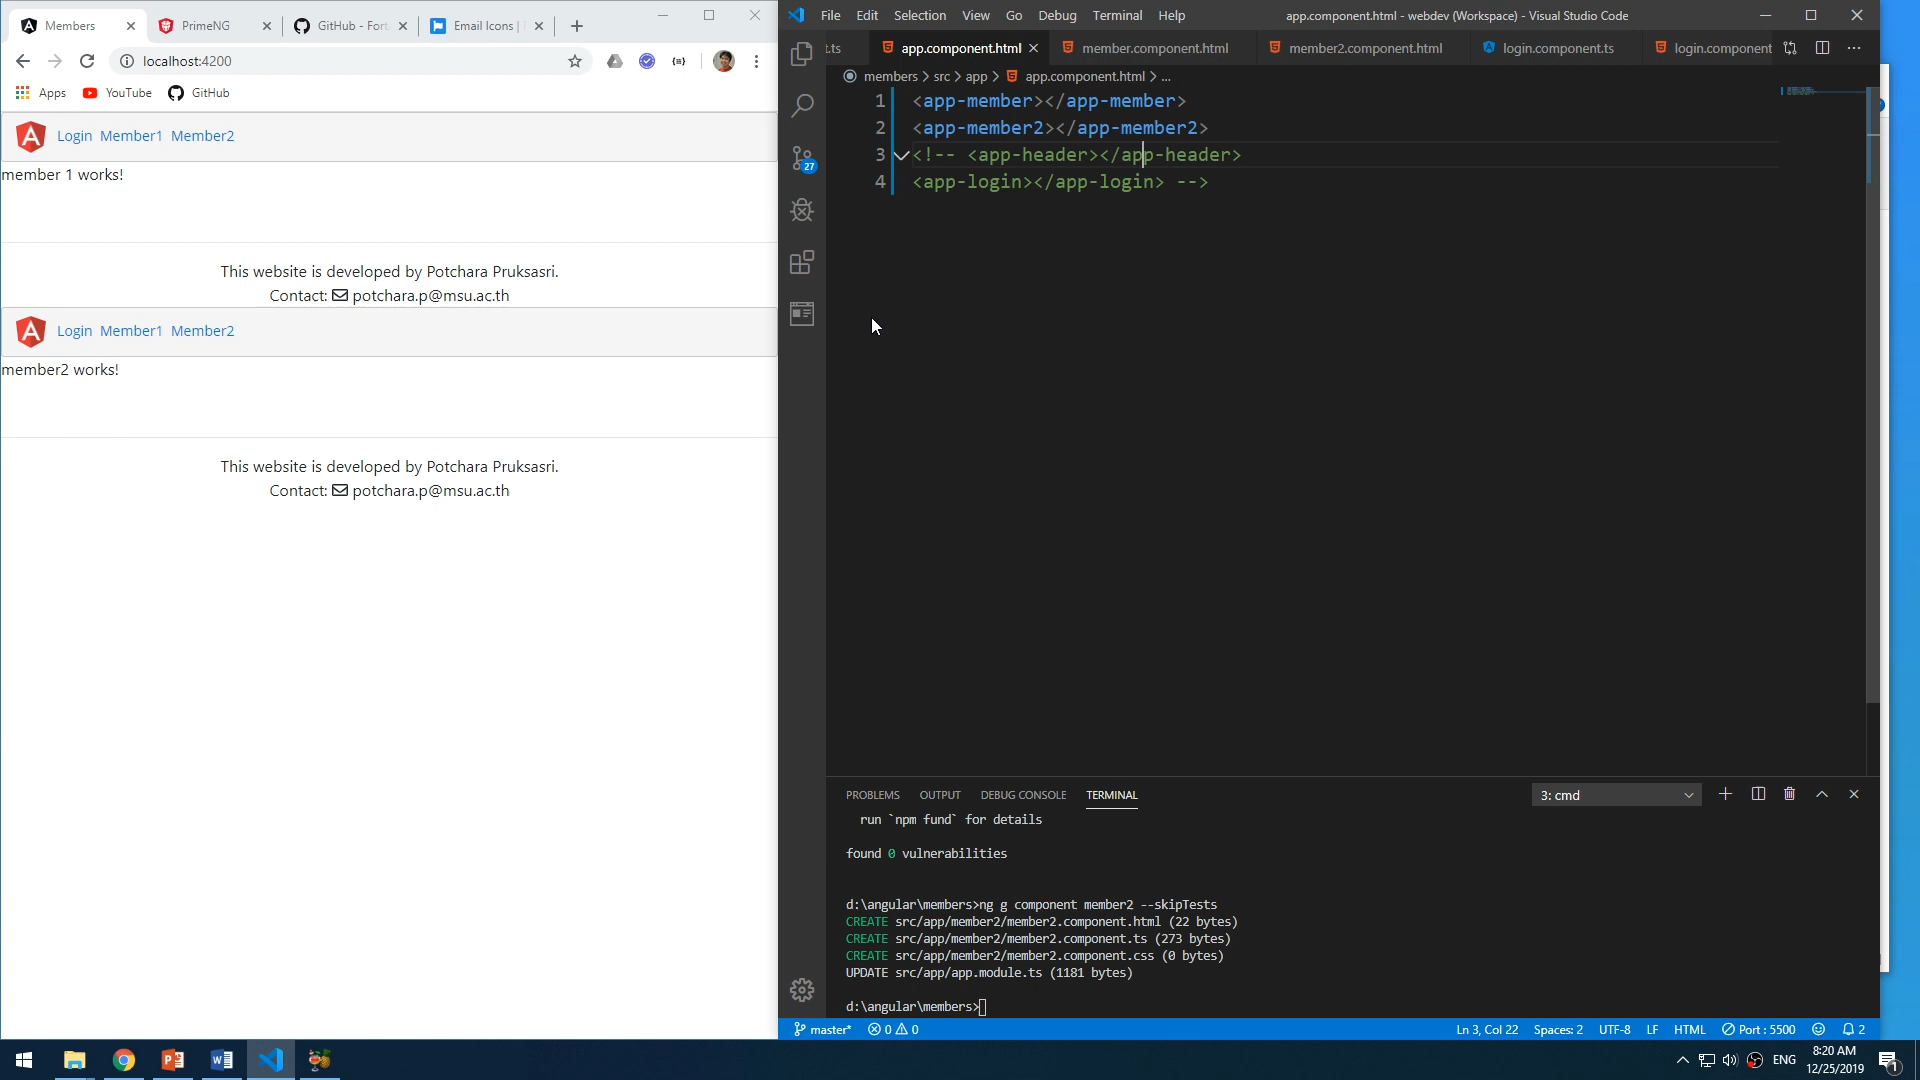 Members
PrimeNG
GitHub - Fort
Email Icons |
localhost:4200
Apps
YouTube
GitHub
Login Member1 Member2
member 1 works!
This website is developed by Potchara Pruksasri.
Contact: potchara.p@msu.ac.th
Login Member1 Member2
member2 works!
This website is developed by Potchara Pruksasri.
Contact: potchara.p@msu.ac.th
File Edit Selection View Go Debug Terminal Help
app.component.html - webdev (Workspace) - Visual Studio Code
.ts
app.component.html
member.component.html
member2.component.html
login.component.ts
login.component
members > src > app > app.component.html > ...
1 <app-member></app-member>
2 <app-member2></app-member2>
3 <!-- <app-header></app-header>
4 <app-login></app-login> -->
27
PROBLEMS OUTPUT DEBUG CONSOLE TERMINAL
3: cmd
run `npm fund` for details
found 0 vulnerabilities
d:\angular\members>ng g component member2 --skipTests
CREATE src/app/member2/member2.component.html (22 bytes)
CREATE src/app/member2/member2.component.ts (273 bytes)
CREATE src/app/member2/member2.component.css (0 bytes)
UPDATE src/app/app.module.ts (1181 bytes)
d:\angular\members>
master* 0 0
Ln 3, Col 22 Spaces: 2 UTF-8 LF HTML Port : 5500 2
ENG
8:20 AM
12/25/2019
1